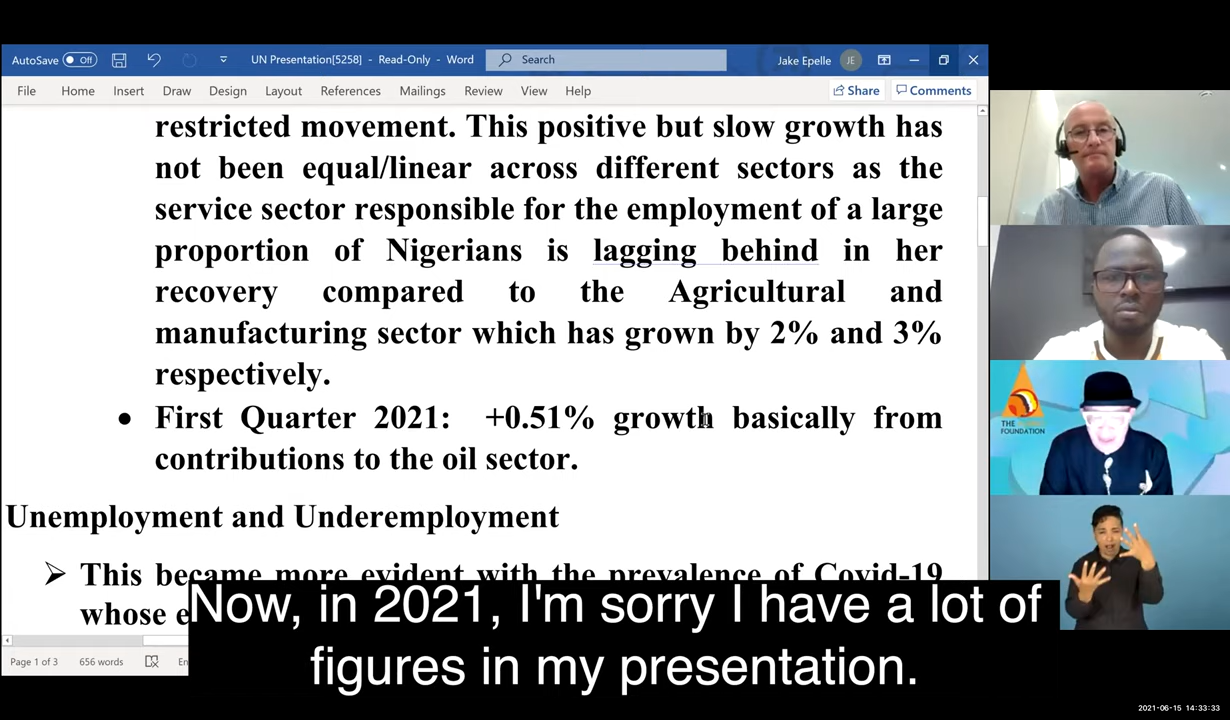 AutoSave Off UN Presentation[5258] - Read-Only - Word Search Jake Epelle JE
File Home Insert Draw Design Layout References Mailings Review View Help Share Comments
restricted movement. This positive but slow growth has
not been equal/linear across different sectors as the
service sector responsible for the employment of a large
proportion of Nigerians is lagging behind in her
recovery compared to the Agricultural and
manufacturing sector which has grown by 2% and 3%
respectively.
• First Quarter 2021: +0.51% growth basically from
contributions to the oil sector.
Unemployment and Underemployment
➢ This became more evident with the prevalence of Covid-19
whose e
Page 1 of 3 656 words En
THE
FOUNDATION
Now, in 2021, I'm sorry I have a lot of
figures in my presentation.
2021-06-15 14:33:33